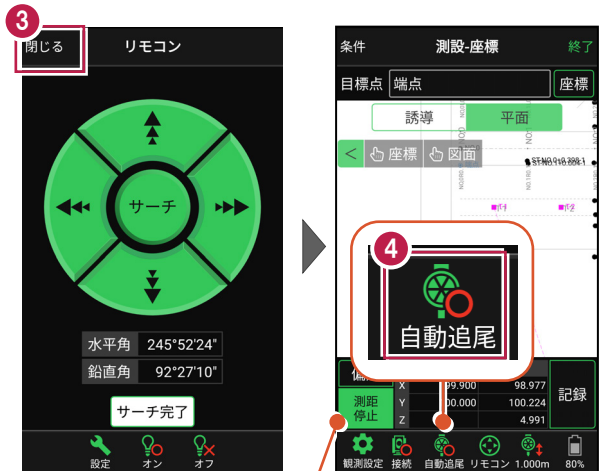 3
閉じる
リモコン
サーチ
水平角 245°52'24"
鉛直角 92°27'10"
サーチ完了
設定 オン オフ
条件 測設-座標 終了
目標点 端点 座標
誘導 平面
< 座標 図面
4
自動追尾
X 98.977
測距
停止
Y 100.224
Z 4.991
記録
観測設定 接続 自動追尾 リモコン 1.000m 80%